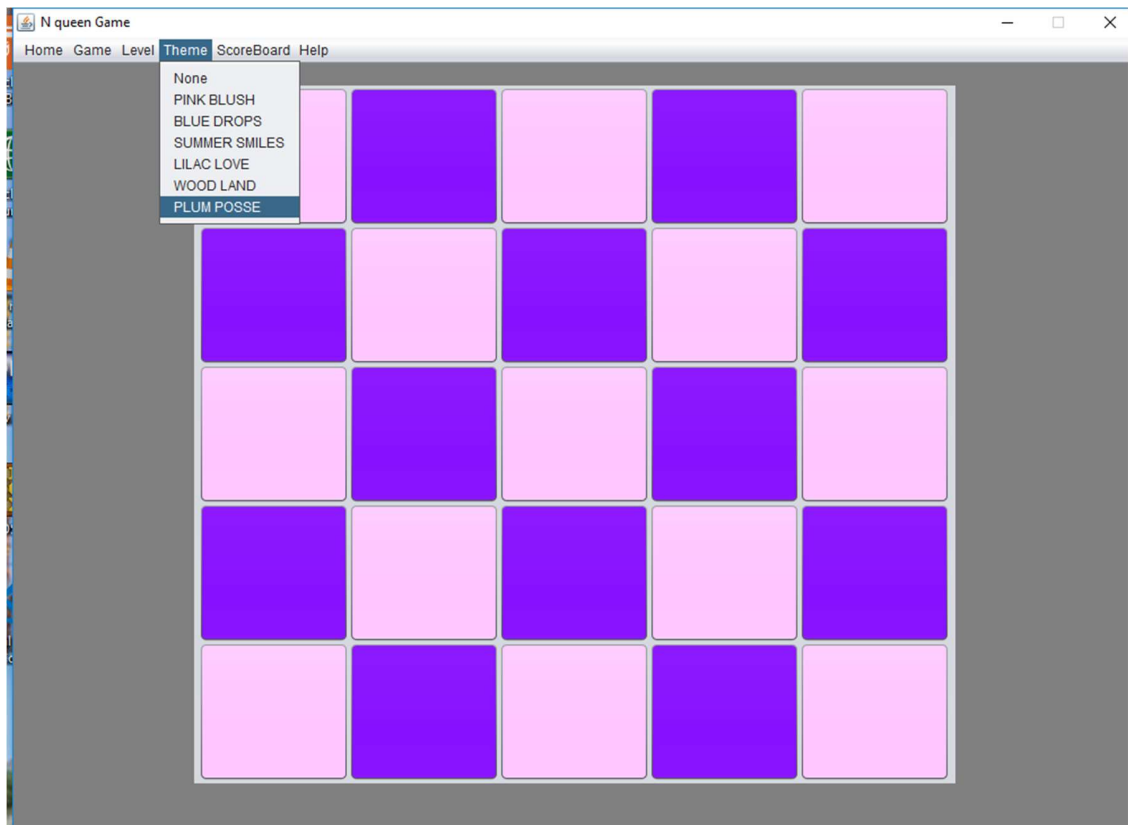 N queen Game
Home Game Level Theme ScoreBoard Help
None
PINK BLUSH
BLUE DROPS
SUMMER SMILES
LILAC LOVE
WOOD LAND
PLUM POSSE